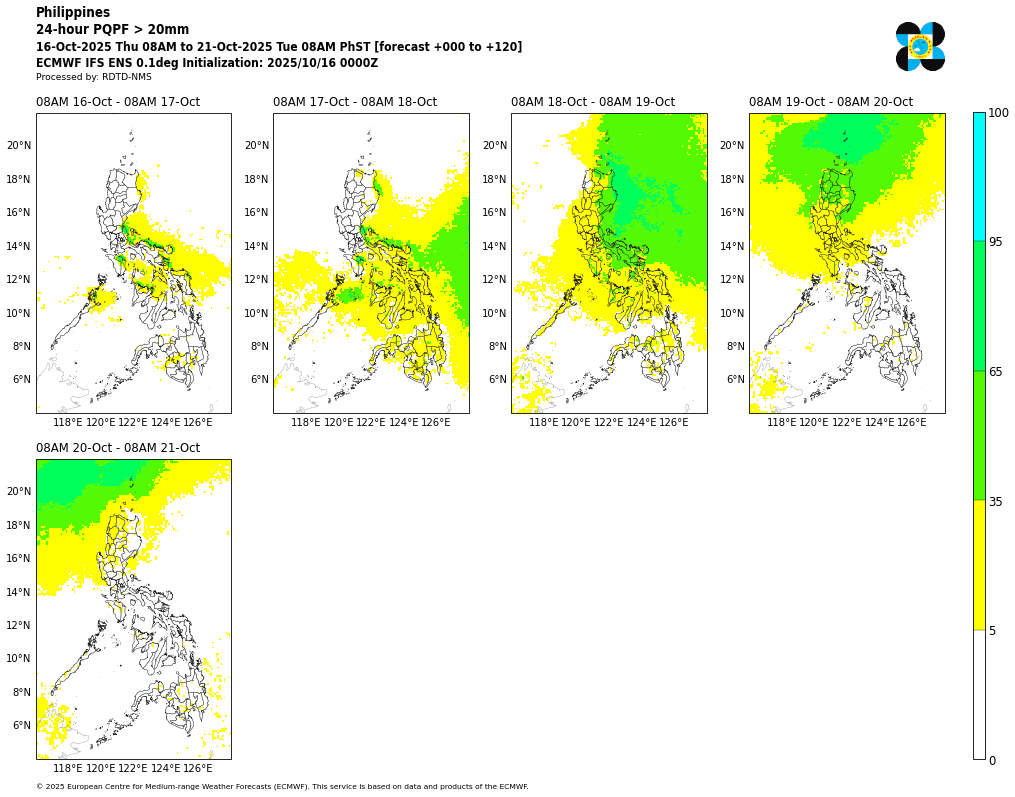 Philippines
24-hour PQPF > 20mm
16-Oct-2025 Thu 08AM to 21-Oct-2025 Tue 08AM PhST [forecast +000 to +120]
ECMWF IFS ENS 0.1deg Initialization: 2025/10/16 0000Z
Processed by: RDTD-NMS
08AM 16-Oct - 08AM 17-Oct
08AM 17-Oct - 08AM 18-Oct
08AM 18-Oct - 08AM 19-Oct
08AM 19-Oct - 08AM 20-Oct
20°N
18°N
16°N
14°N
12°N
10°N
8°N
6°N
118°E 120°E 122°E 124°E 126°E
20°N
18°N
16°N
14°N
12°N
10°N
8°N
6°N
118°E 120°E 122°E 124°E 126°E
20°N
18°N
16°N
14°N
12°N
10°N
8°N
6°N
118°E 120°E 122°E 124°E 126°E
20°N
18°N
16°N
14°N
12°N
10°N
8°N
6°N
118°E 120°E 122°E 124°E 126°E
100
95
65
35
5
0
08AM 20-Oct - 08AM 21-Oct
20°N
18°N
16°N
14°N
12°N
10°N
8°N
6°N
118°E 120°E 122°E 124°E 126°E
© 2025 European Centre for Medium-range Weather Forecasts (ECMWF). This service is based on data and products of the ECMWF.